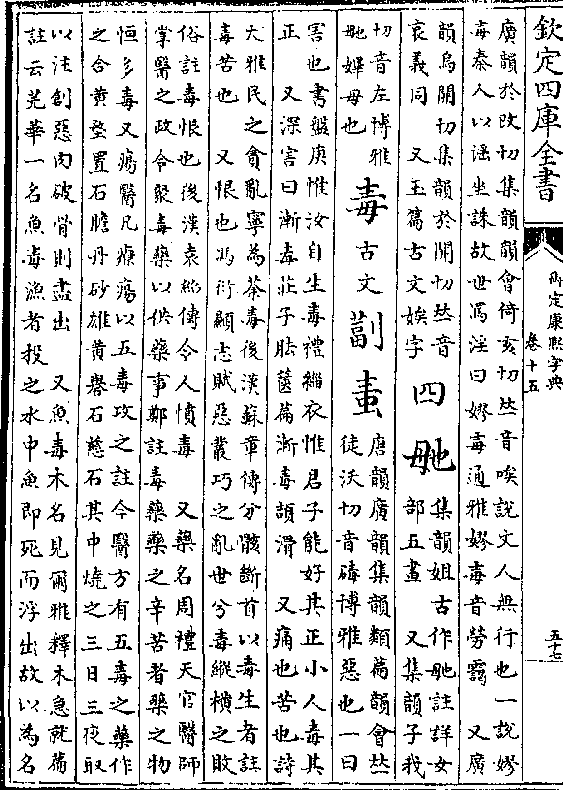 欽定四庫全書
御定康熙字典
卷十五
五十七
廣韻於改切集韻韻會倚亥切𠀤音唉說文人無行也一說嫪
毒秦人以淫坐誅故世罵淫曰嫪毒通雅嫪毒音勞靄 又廣
韻烏開切集韻於開切𠀤音
哀義同 又玉篇古文娭字
四
毑
集韻姐古作毑註詳女
部五畫 又集韻子我
切音左博雅
毑婢母也
毒
古文
𧉅
唐韻廣韻集韻類篇韻會𠀤
徒沃切音碡博雅惡也一曰
害也書盤庚惟汝自生毒禮緇衣惟君子能好其正小人毒其
正 又深害曰漸毒莊子胠篋篇漸毒頡滑 又痛也苦也詩
大雅民之貪亂寧為荼毒後漢蘇章傳分骸斷首以毒生者註
毒苦也 又恨也馮衍顯志賦惡叢巧之亂世兮毒縱橫之敗
俗註毒恨也後漢袁紹傳令人憤毒 又藥名周禮天官醫師
掌醫之政令聚毒藥以供藥事鄭註毒藥藥之辛苦者藥之物
恒多毒又瘍醫凡療瘍以五毒攻之註今醫方有五毒之藥作
之合黃堥置石膽丹砂雄黃礜石慈石其中燒之三日三夜取
以注創惡肉破骨則盡出 又魚毒木名見爾雅釋木急就篇
註云芫華一名魚毒漁者投之水中魚即死而浮出故以為名